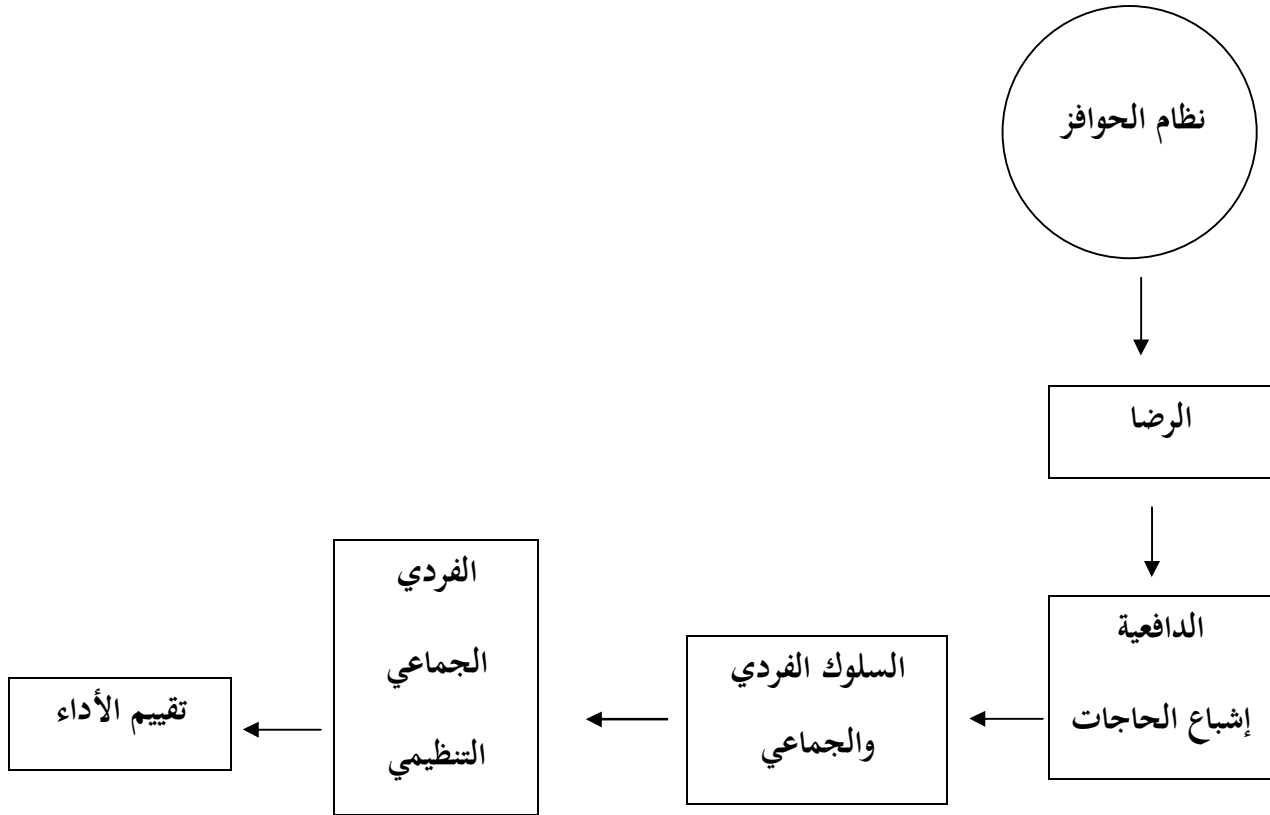 نظام الحوافز
الرضا
الدافعية
إشباع الحاجات
السلوك الفردي
والجماعي
الفردي
الجماعي
التنظيمي
تقييم الأداء